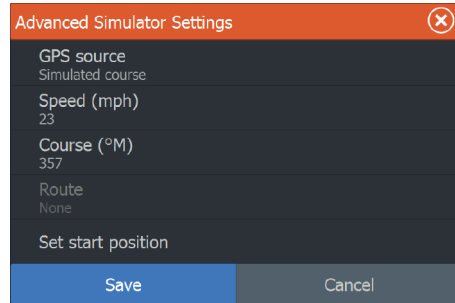 Advanced Simulator Settings
GPS source
Simulated course
Speed (mph)
23
Course (°M)
357
Route
None
Set start position
Save
Cancel